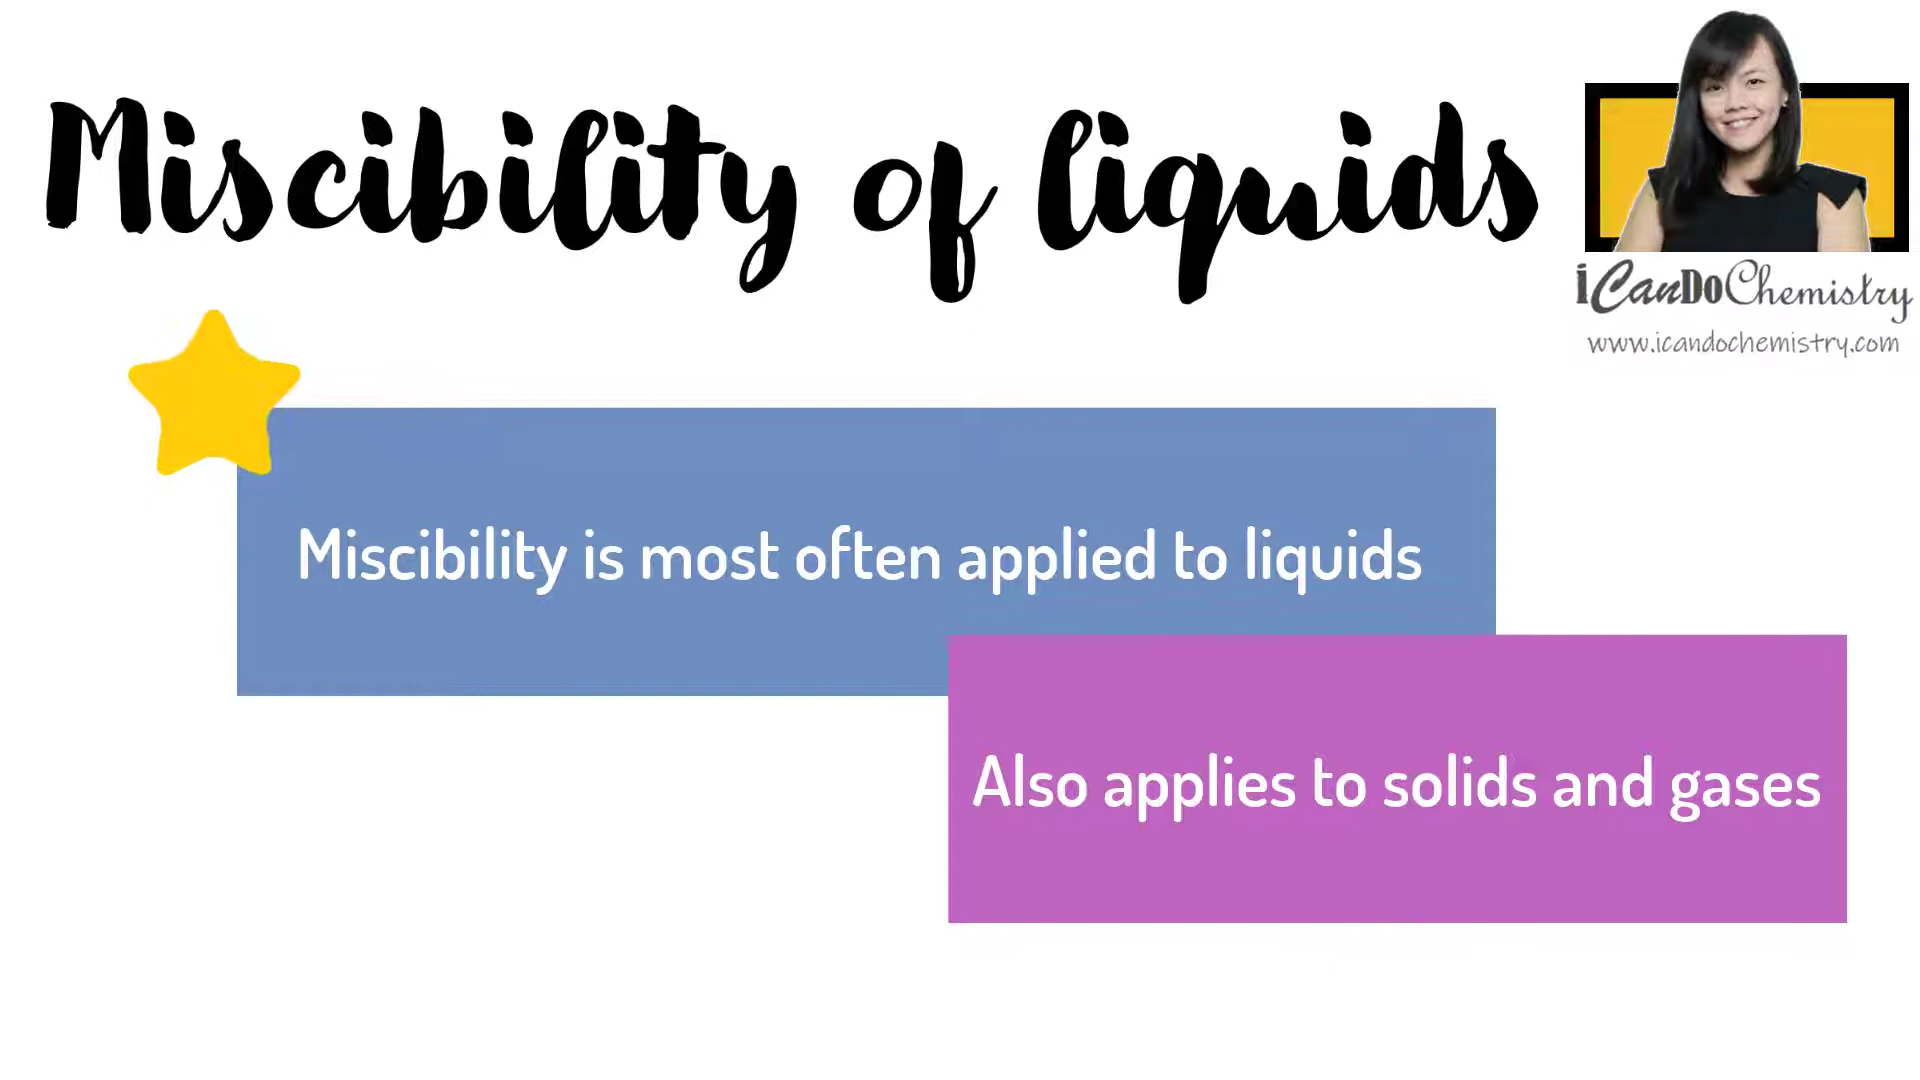 Miscibility of liquids
iCanDoChemistry
www.icandochemistry.com
Miscibility is most often applied to liquids
Also applies to solids and gases